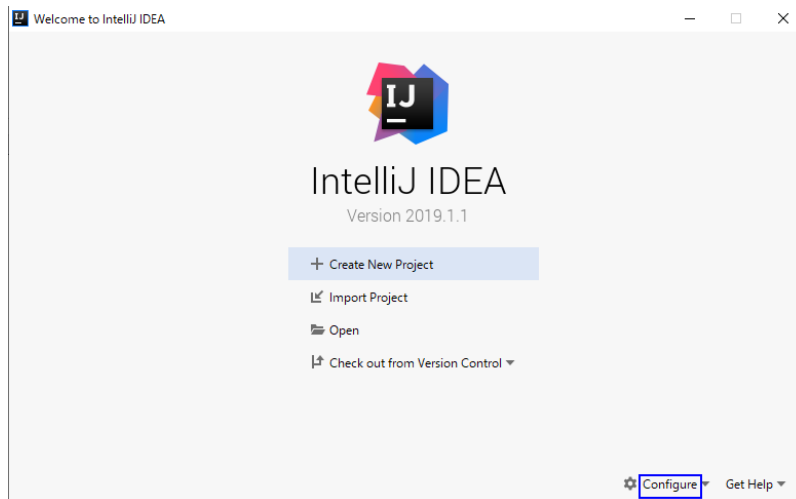 Welcome to IntelliJ IDEA
IJ
IntelliJ IDEA
Version 2019.1.1
Create New Project
Import Project
Open
Check out from Version Control
Configure Get Help